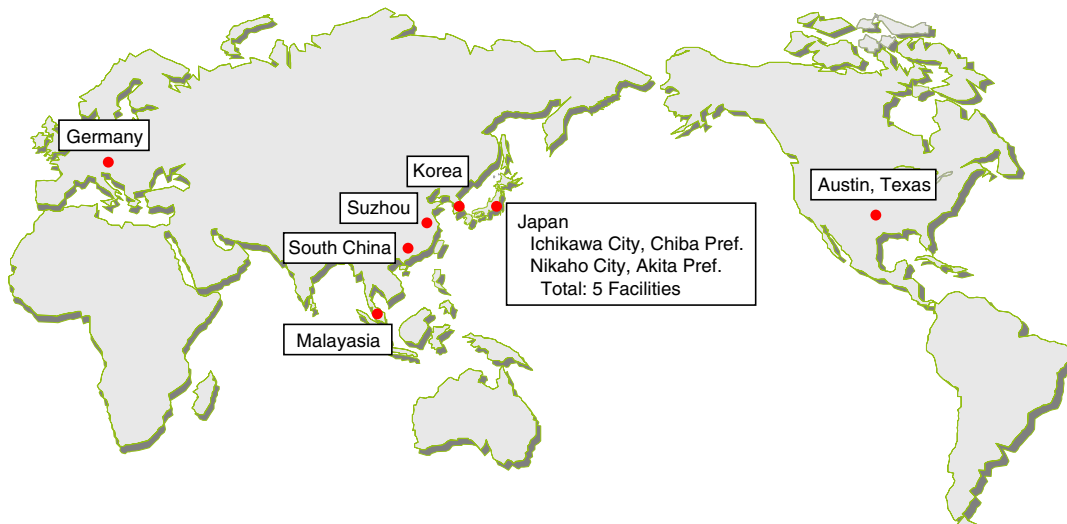 Germany
Korea
Suzhou
South China
Malayasia
Japan
Ichikawa City, Chiba Pref.
Nikaho City, Akita Pref.
Total: 5 Facilities
Austin, Texas